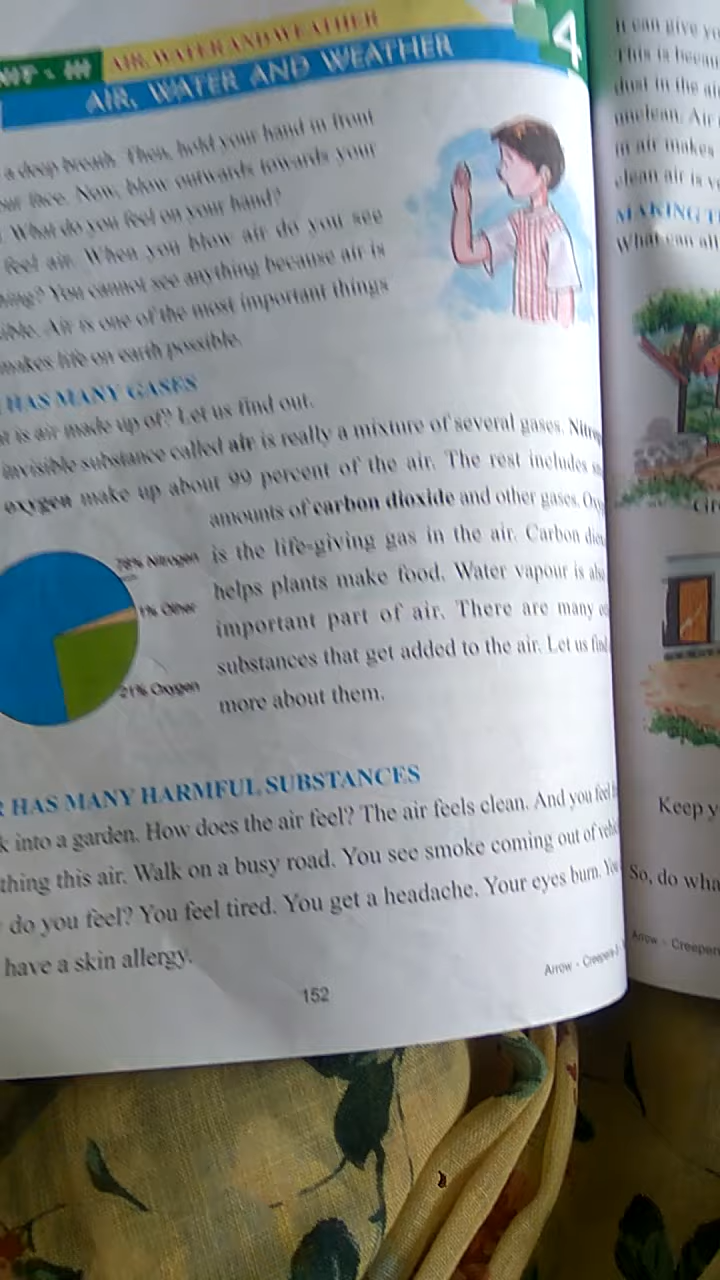 AIR, WATER AND WEATHER
4
AIR, WATER AND WEATHER
a deep breath. Then, hold your hand in front
face. Now, blow outwards towards your
What do you feel on your hand?
feel air. When you blow air do you see
You cannot see anything because air is
Air is one of the most important things
makes life on earth possible.
HAS MANY GASES
is air made up of? Let us find out.
invisible substance called air is really a mixture of several gases.
oxygen make up about 99 percent of the air. The rest includes
amounts of carbon dioxide and other gases.
is the life-giving gas in the air. Carbon
helps plants make food. Water vapour is
important part of air. There are many
substances that get added to the air. Let us find
more about them.
78% Nitrogen
1% Other
21% Oxygen
HAS MANY HARMFUL SUBSTANCES
into a garden. How does the air feel? The air feels clean. And you feel
thing this air. Walk on a busy road. You see smoke coming out of
do you feel? You feel tired. You get a headache. Your eyes burn.
have a skin allergy.
152
Arrow - Creepers
it can give
This is
dust in the
unclean. Air
in air makes
clean air is
MAKING
What can all
Keep
So, do
Arrow - Creepers